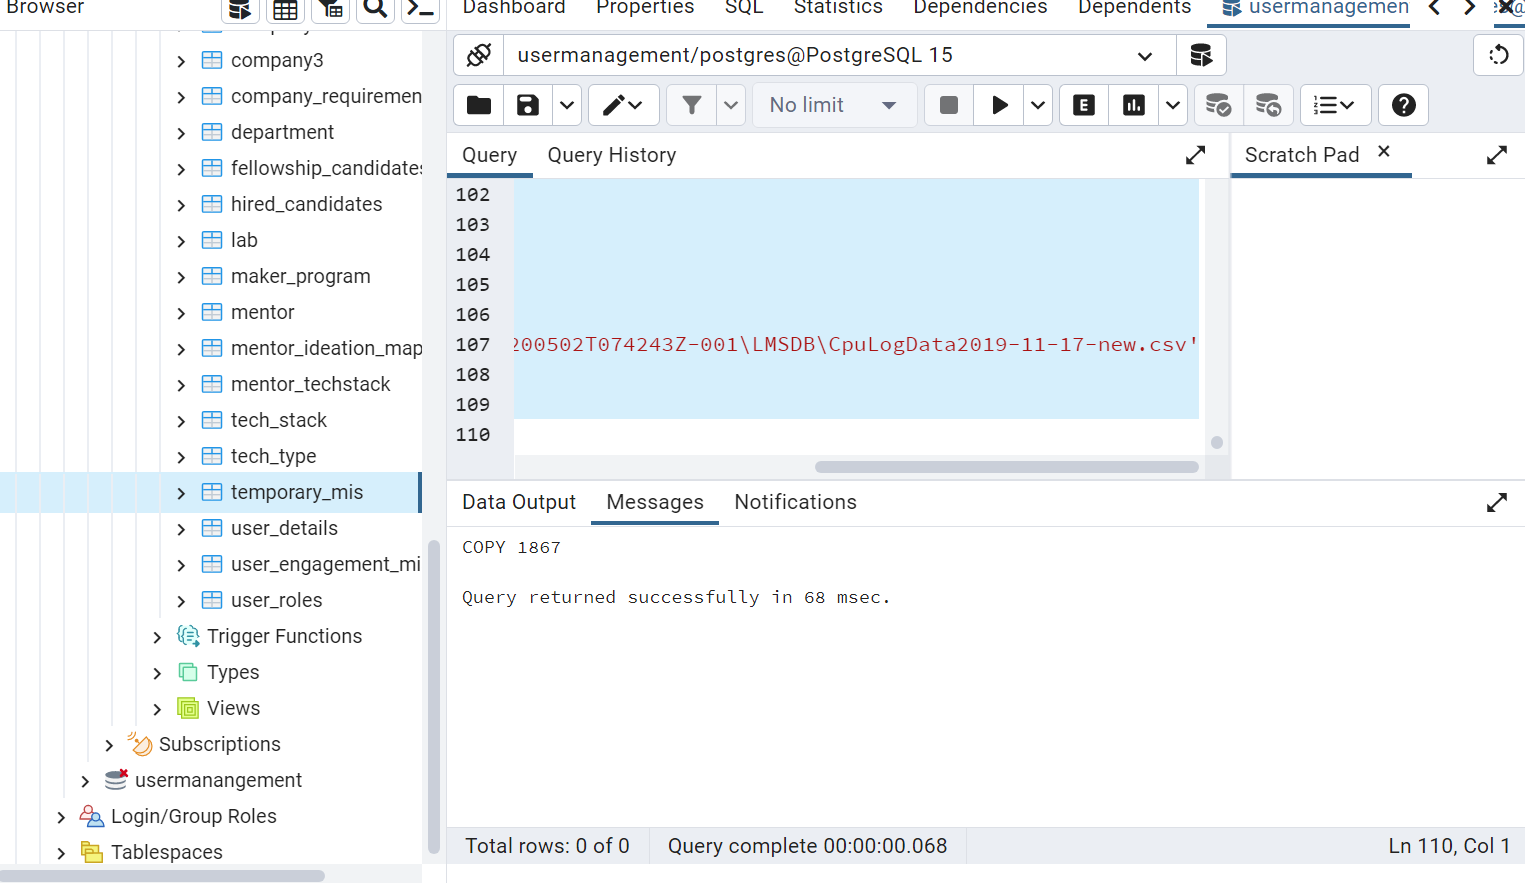 Browser
Dashboard Properties SQL Statistics Dependencies Dependents usermanagemen
usermanagement/postgres@PostgreSQL 15
No limit
E
Query Query History
Scratch Pad
102
103
104
105
106
107 200502T074243Z-001\LMSDB\CpuLogData2019-11-17-new.csv'
108
109
110
company3
company_requiremen
department
fellowship_candidates
hired_candidates
lab
maker_program
mentor
mentor_ideation_map
mentor_techstack
tech_stack
tech_type
temporary_mis
user_details
user_engagement_mi
user_roles
Trigger Functions
Types
Views
Subscriptions
usermanangement
Login/Group Roles
Tablespaces
Data Output Messages Notifications
COPY 1867
Query returned successfully in 68 msec.
Total rows: 0 of 0 Query complete 00:00:00.068 Ln 110, Col 1